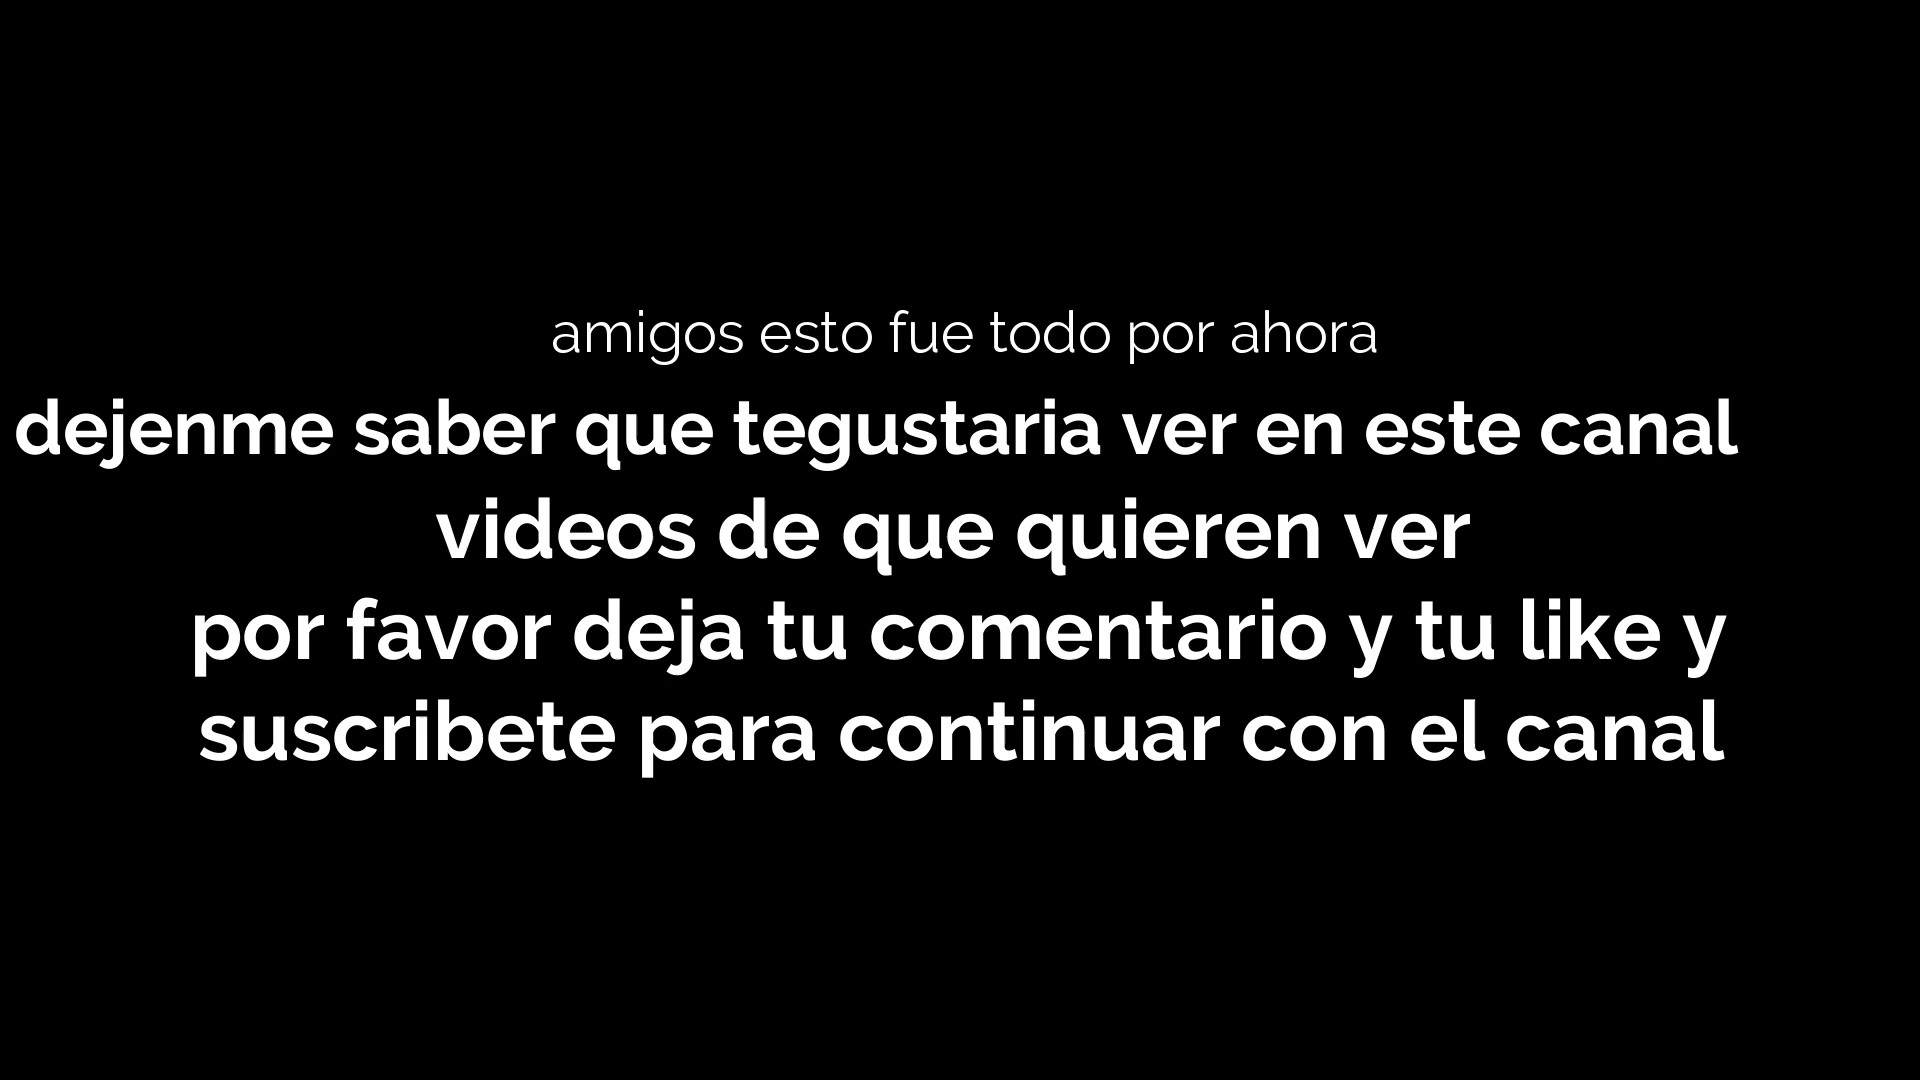 amigos esto fue todo por ahora
dejenme saber que tegustaria ver en este canal
videos de que quieren ver
por favor deja tu comentario y tu like y
suscribete para continuar con el canal